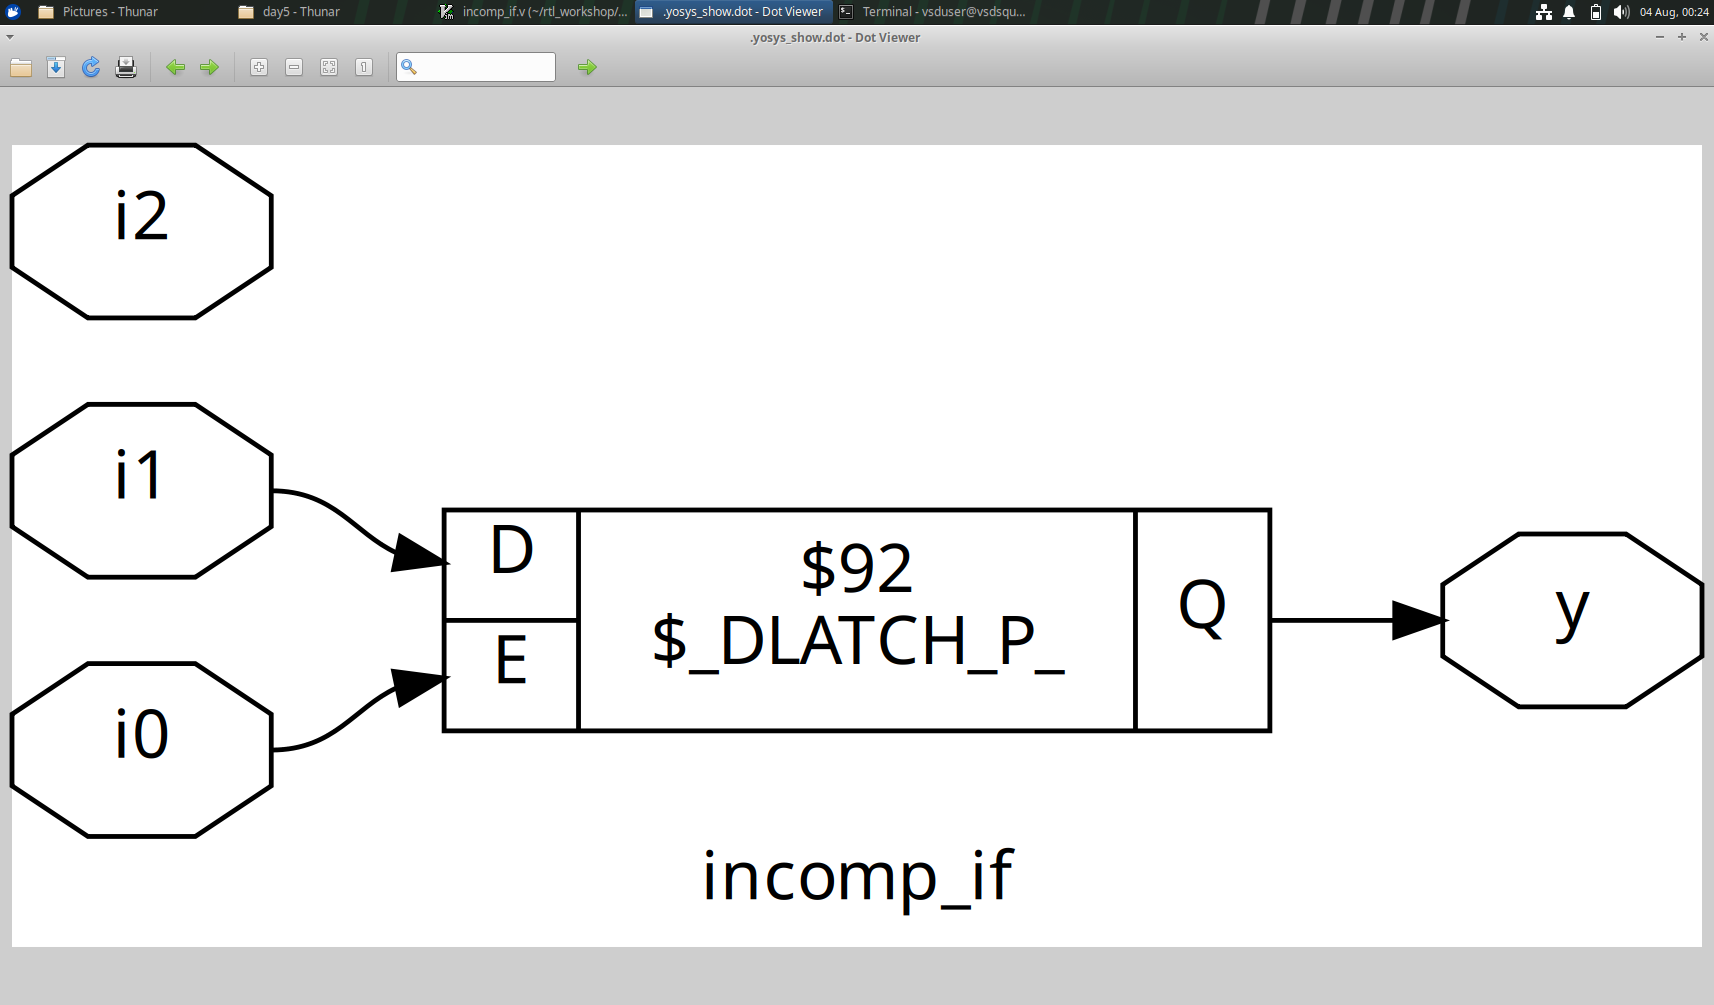 Pictures - Thunar
day5 - Thunar
incomp_if.v (~/rtl_workshop/...
.yosys_show.dot - Dot Viewer
Terminal - vsduser@vsdsqu...
04 Aug, 00:24
.yosys_show.dot - Dot Viewer
i2
i1
i0
D
E
$92
$_DLATCH_P_
Q
y
incomp_if